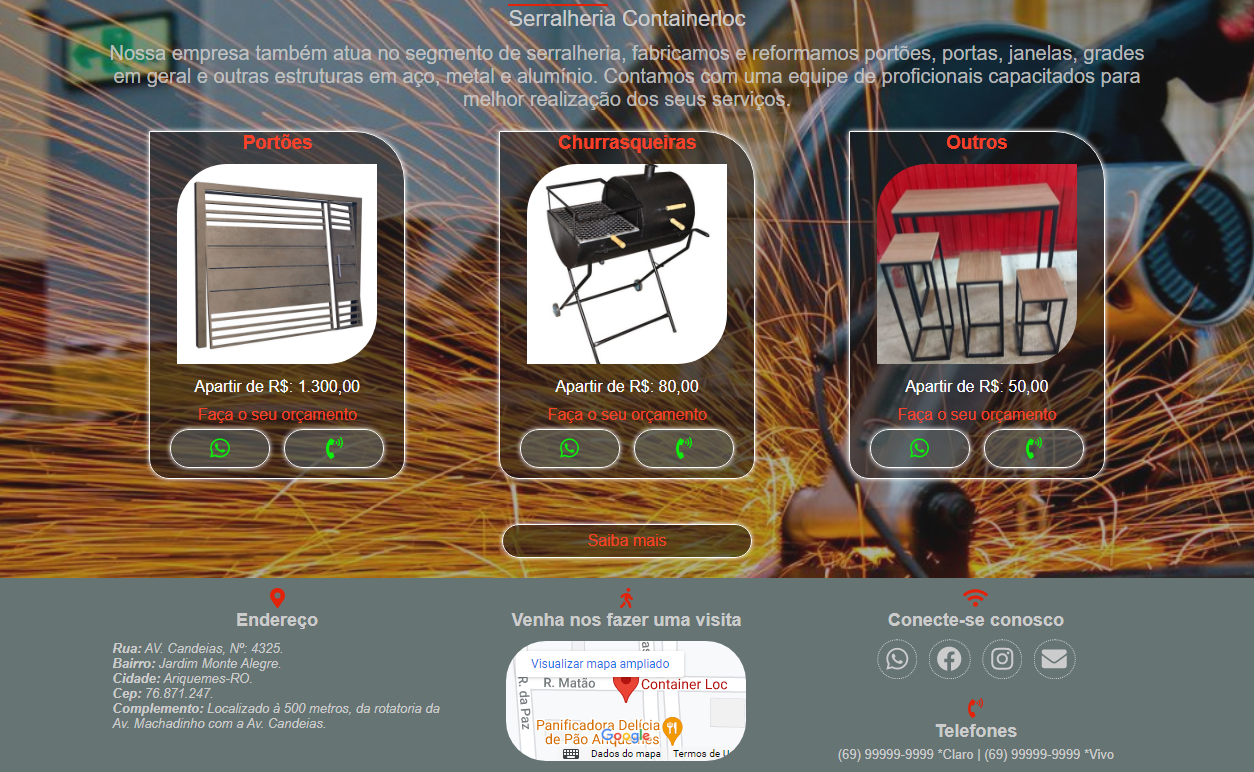 Serralheria Containerloc
Nossa empresa também atua no segmento de serralheria, fabricamos e reformamos portões, portas, janelas, grades
em geral e outras estruturas em aço, metal e alumínio. Contamos com uma equipe de proficionais capacitados para
melhor realização dos seus serviços.
Portões
Apartir de R$: 1.300,00
Faça o seu orçamento
Churrasqueiras
Apartir de R$: 80,00
Faça o seu orçamento
Outros
Apartir de R$: 50,00
Faça o seu orçamento
Saiba mais
Endereço
Rua: AV. Candeias, Nº: 4325.
Bairro: Jardim Monte Alegre.
Cidade: Ariquemes-RO.
Cep: 76.871.247.
Complemento: Localizado à 500 metros, da rotatoria da
Av. Machadinho com a Av. Candeias.
Venha nos fazer uma visita
Visualizar mapa ampliado
R. Matão
Container Loc
R. da Paz
Panificadora Delícia
de Pão Ariquemes
Google
Dados do mapa
Termos de U
Conecte-se conosco
Telefones
(69) 99999-9999 *Claro | (69) 99999-9999 *Vivo